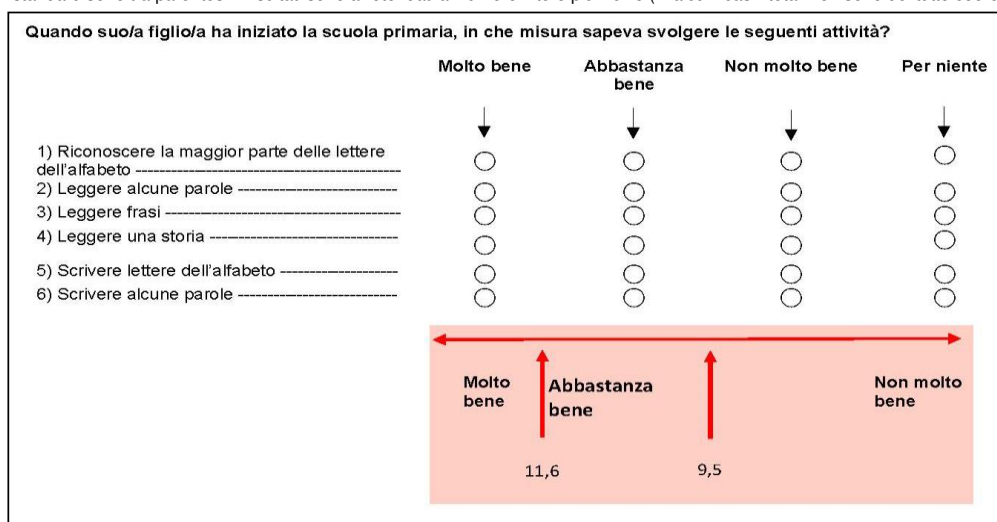 Quando suo/a figlio/a ha iniziato la scuola primaria, in che misura sapeva svolgere le seguenti attività?
Molto bene Abbastanza bene Non molto bene Per niente
1) Riconoscere la maggior parte delle lettere
dell'alfabeto
2) Leggere alcune parole
3) Leggere frasi
4) Leggere una storia
5) Scrivere lettere dell'alfabeto
6) Scrivere alcune parole
Molto bene Abbastanza bene Non molto bene
11,6 9,5